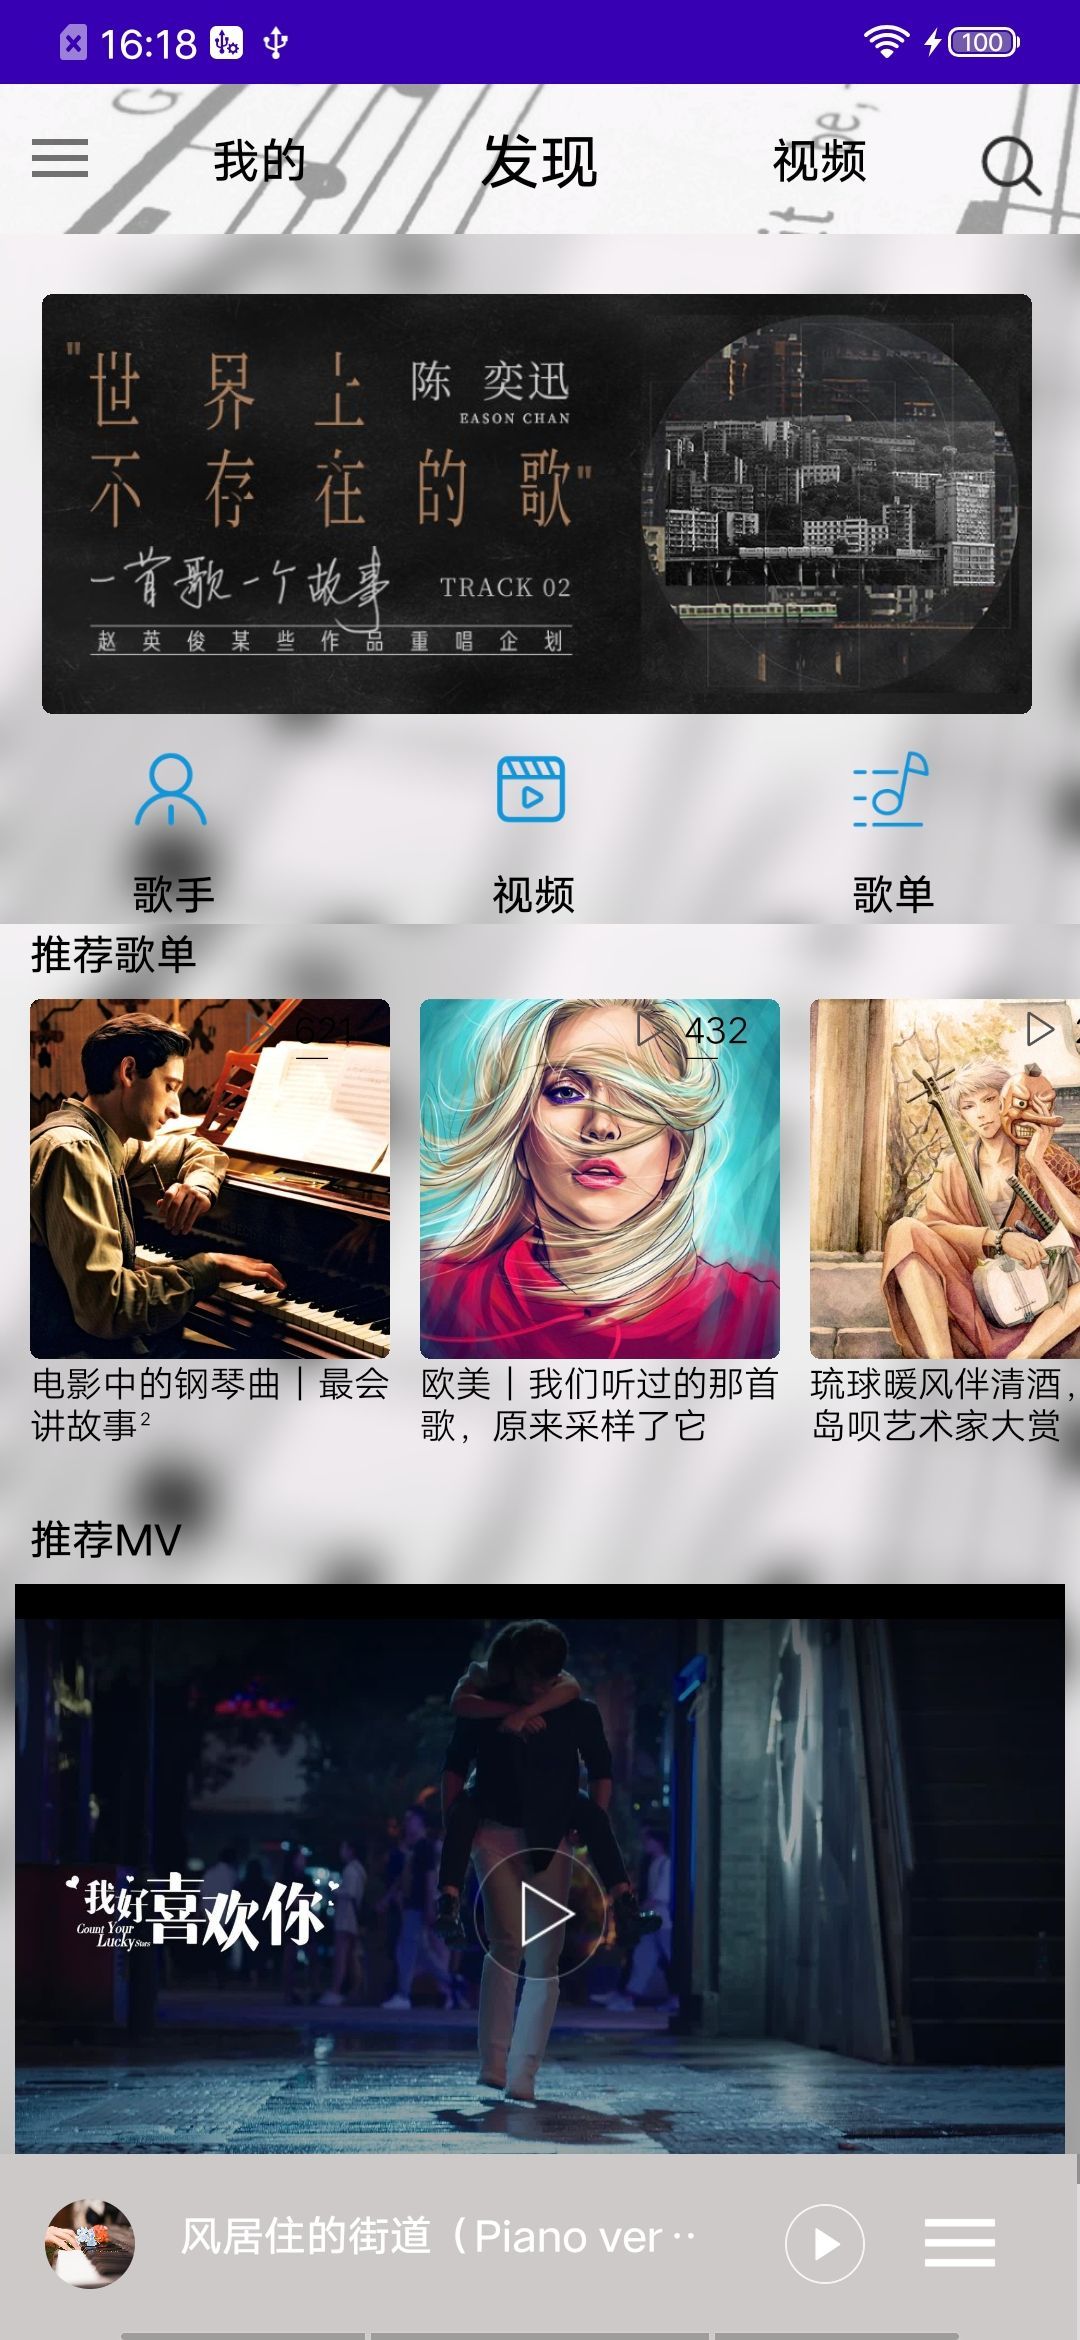 16:18
100
我的
发现
视频
"世界上
陈 奕迅
EASON CHAN
不存在的歌"
一首歌一个故事
TRACK 02
赵英俊某些作品重唱企划
歌手
视频
歌单
推荐歌单
621
432
电影中的钢琴曲｜最会
讲故事²
欧美｜我们听过的那首
歌，原来采样了它
琉球暖风伴清酒，
岛呗艺术家大赏
推荐MV
我好喜欢你
Count Your
Lucky Stars
风居住的街道（Piano ver··